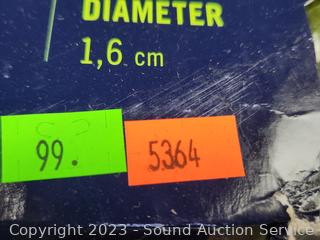 DIAMETER
1,6 cm
99. 5364
Copyright 2023 - Sound Auction Service